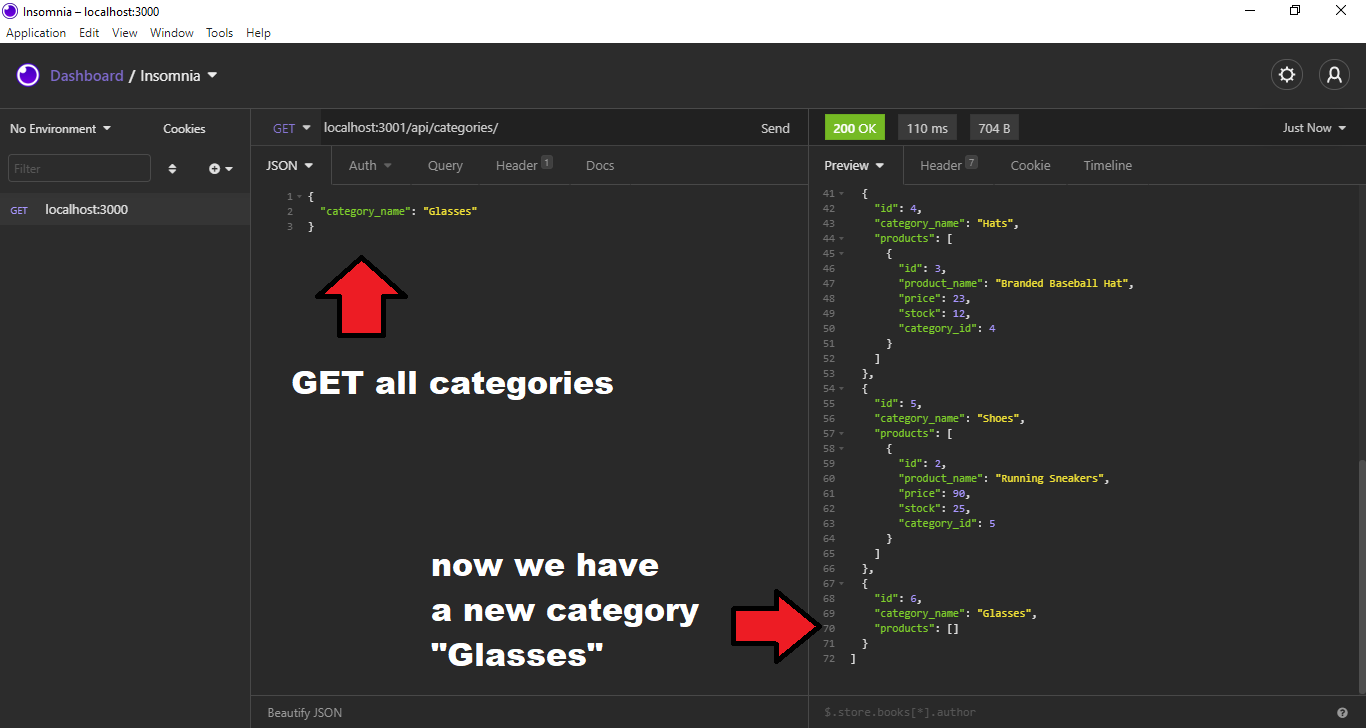 Insomnia – localhost:3000
Application Edit View Window Tools Help
Dashboard / Insomnia
No Environment Cookies
Filter
GET localhost:3000
GET localhost:3001/api/categories/ Send
JSON Auth Query Header 1 Docs
1 {
2 "category_name": "Glasses"
3 }
GET all categories
now we have
a new category
"Glasses"
Beautify JSON
200 OK 110 ms 704 B Just Now
Preview Header 7 Cookie Timeline
41 {
42 "id": 4,
43 "category_name": "Hats",
44 "products": [
45 {
46 "id": 3,
47 "product_name": "Branded Baseball Hat",
48 "price": 23,
49 "stock": 12,
50 "category_id": 4
51 }
52 ]
53 },
54 {
55 "id": 5,
56 "category_name": "Shoes",
57 "products": [
58 {
59 "id": 2,
60 "product_name": "Running Sneakers",
61 "price": 90,
62 "stock": 25,
63 "category_id": 5
64 }
65 ]
66 },
67 {
68 "id": 6,
69 "category_name": "Glasses",
70 "products": []
71 }
72 ]
$.store.books[*].author